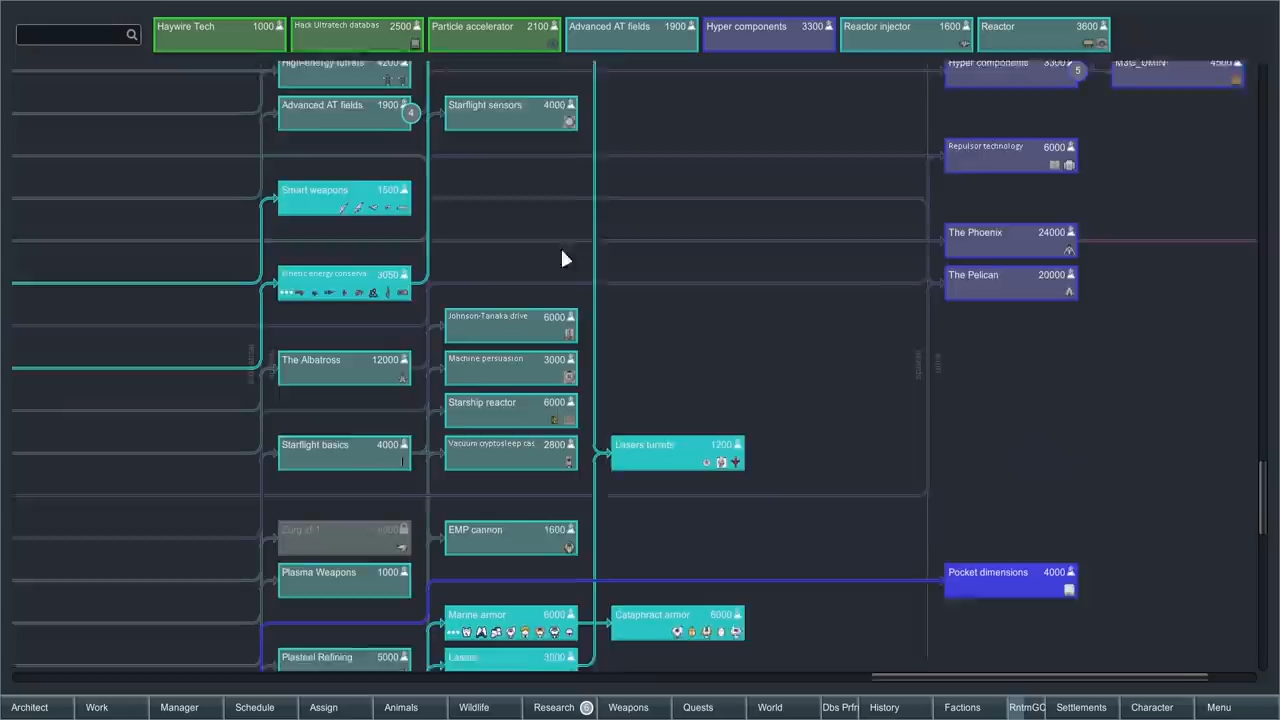 Haywire Tech 1000
Hack Ultratech databas 2500
Particle accelerator 2100
Advanced AT fields 1900
Hyper components 3300
Reactor injector 1600
Reactor 3600
4200
Hyper components 3300
5
4500
Advanced AT fields 1900
4
Starflight sensors 4000
Repulsor technology 6000
Smart weapons 1500
The Phoenix 24000
Kinetic energy conserva 3050
The Pelican 20000
Johnson-Tanaka drive 6000
The Albatross 12000
Machine persuasion 3000
Starship reactor 6000
Starflight basics 4000
Vacuum cryptosleep cas 2800
Lasers turrets 1200
EMP cannon 1600
Plasma Weapons 1000
Pocket dimensions 4000
Marine armor 6000
Cataphract armor 6000
Plasteel Refining 5000
Lasers 3000
Architect
Work
Manager
Schedule
Assign
Animals
Wildlife
Research 6
Weapons
Quests
World
Dbs Prfr
History
Factions
RntmGC
Settlements
Character
Menu